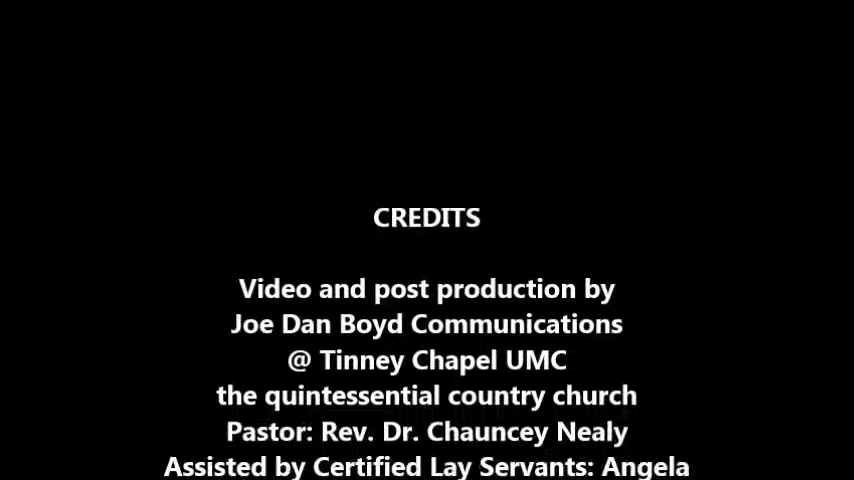 CREDITS
Video and post production by
Joe Dan Boyd Communications
@ Tinney Chapel UMC
the quintessential country church
Pastor: Rev. Dr. Chauncey Nealy
Assisted by Certified Lay Servants: Angela